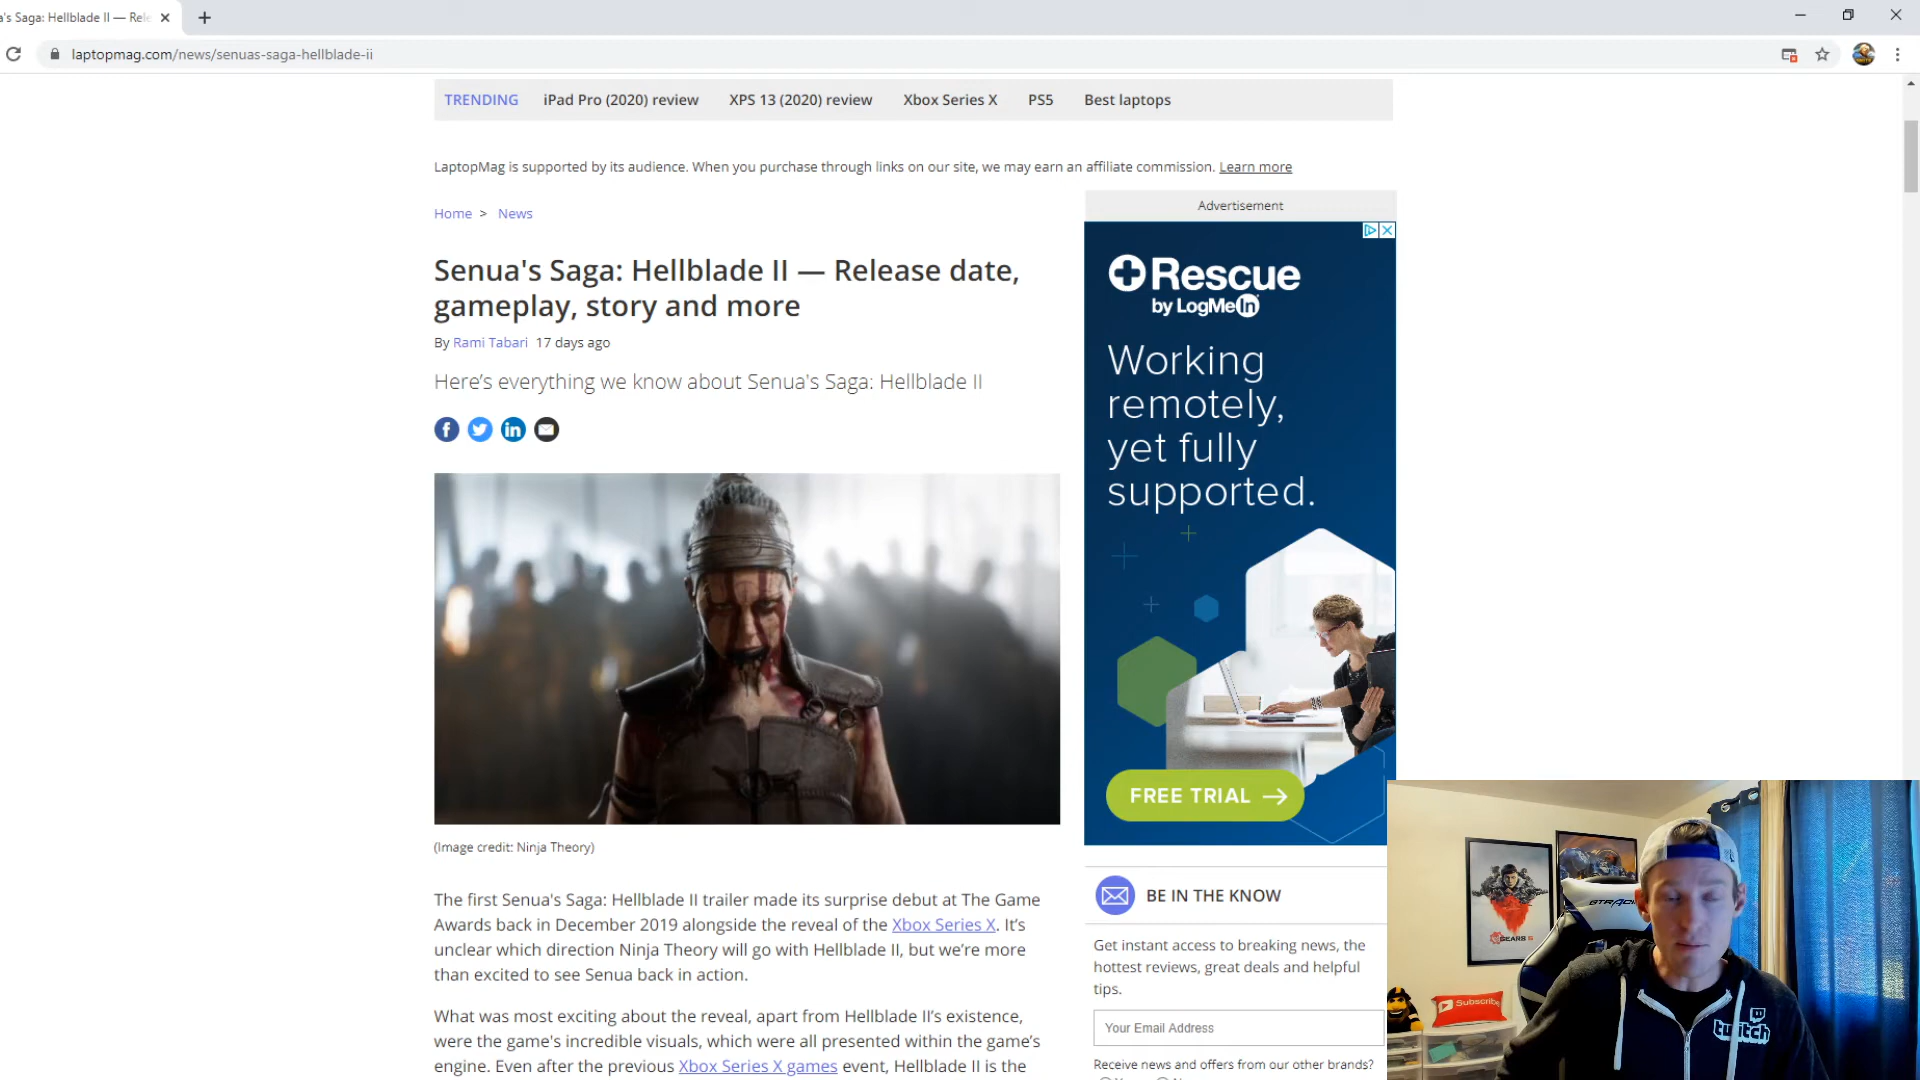 a's Saga: Hellblade II — Rele
laptopmag.com/news/senuas-saga-hellblade-ii
TRENDING iPad Pro (2020) review XPS 13 (2020) review Xbox Series X PS5 Best laptops
LaptopMag is supported by its audience. When you purchase through links on our site, we may earn an affiliate commission. Learn more
Home > News
Senua's Saga: Hellblade II — Release date,
gameplay, story and more
By Rami Tabari 17 days ago
Here's everything we know about Senua's Saga: Hellblade II
(Image credit: Ninja Theory)
The first Senua's Saga: Hellblade II trailer made its surprise debut at The Game
Awards back in December 2019 alongside the reveal of the Xbox Series X. It's
unclear which direction Ninja Theory will go with Hellblade II, but we're more
than excited to see Senua back in action.
What was most exciting about the reveal, apart from Hellblade II's existence,
were the game's incredible visuals, which were all presented within the game's
engine. Even after the previous Xbox Series X games event, Hellblade II is the
Advertisement
Rescue
by LogMeIn
Working
remotely,
yet fully
supported.
FREE TRIAL
BE IN THE KNOW
Get instant access to breaking news, the
hottest reviews, great deals and helpful
tips.
Your Email Address
Receive news and offers from our other brands?
GEARS 5
GTRACING
Subscribe
twitch